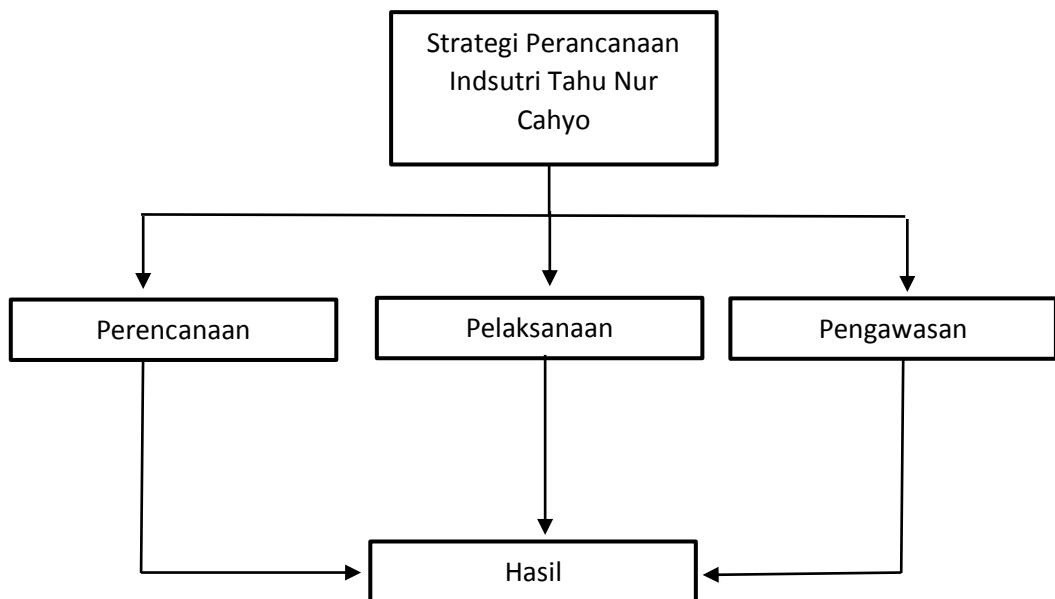 Strategi Perancanaan
Indsutri Tahu Nur
Cahyo
Perencanaan
Pelaksanaan
Pengawasan
Hasil